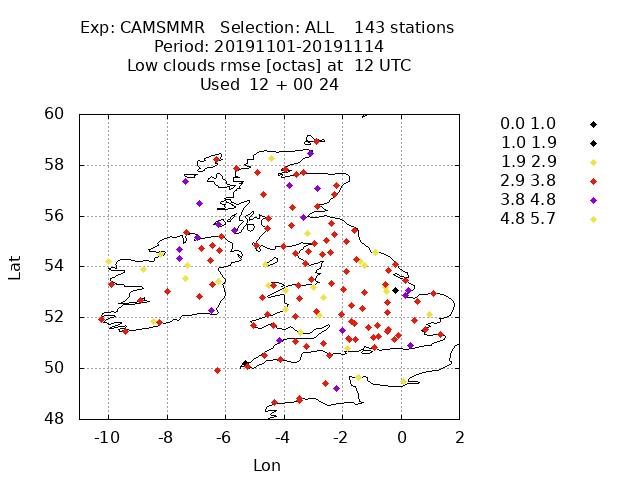 Exp: CAMSMMR   Selection: ALL    143 stations
Period: 20191101-20191114
Low clouds rmse [octas] at  12 UTC
Used  12 + 00 24
60
58
56
54
52
50
48
Lat
-10 -8 -6 -4 -2 0 2
Lon
0.0 1.0
1.0 1.9
1.9 2.9
2.9 3.8
3.8 4.8
4.8 5.7